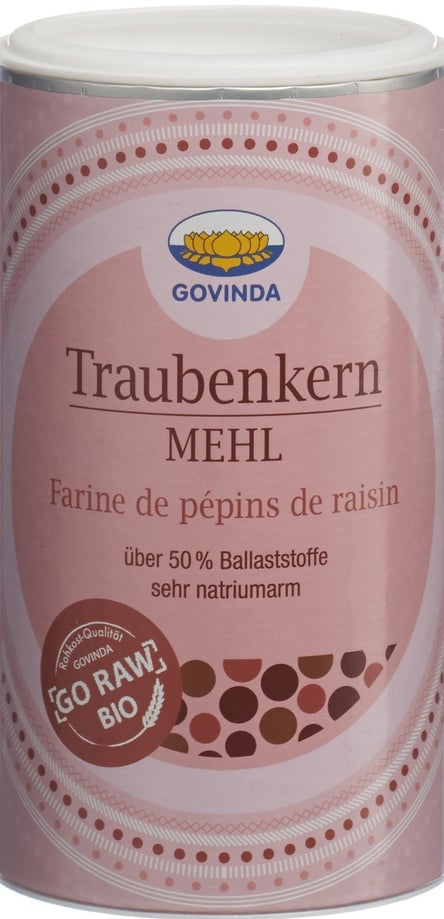 GOVINDA
Traubenkern
MEHL
Farine de pépins de raisin
über 50 % Ballaststoffe
sehr natriumarm
Rohkost-Qualität
GOVINDA
GO RAW
BIO